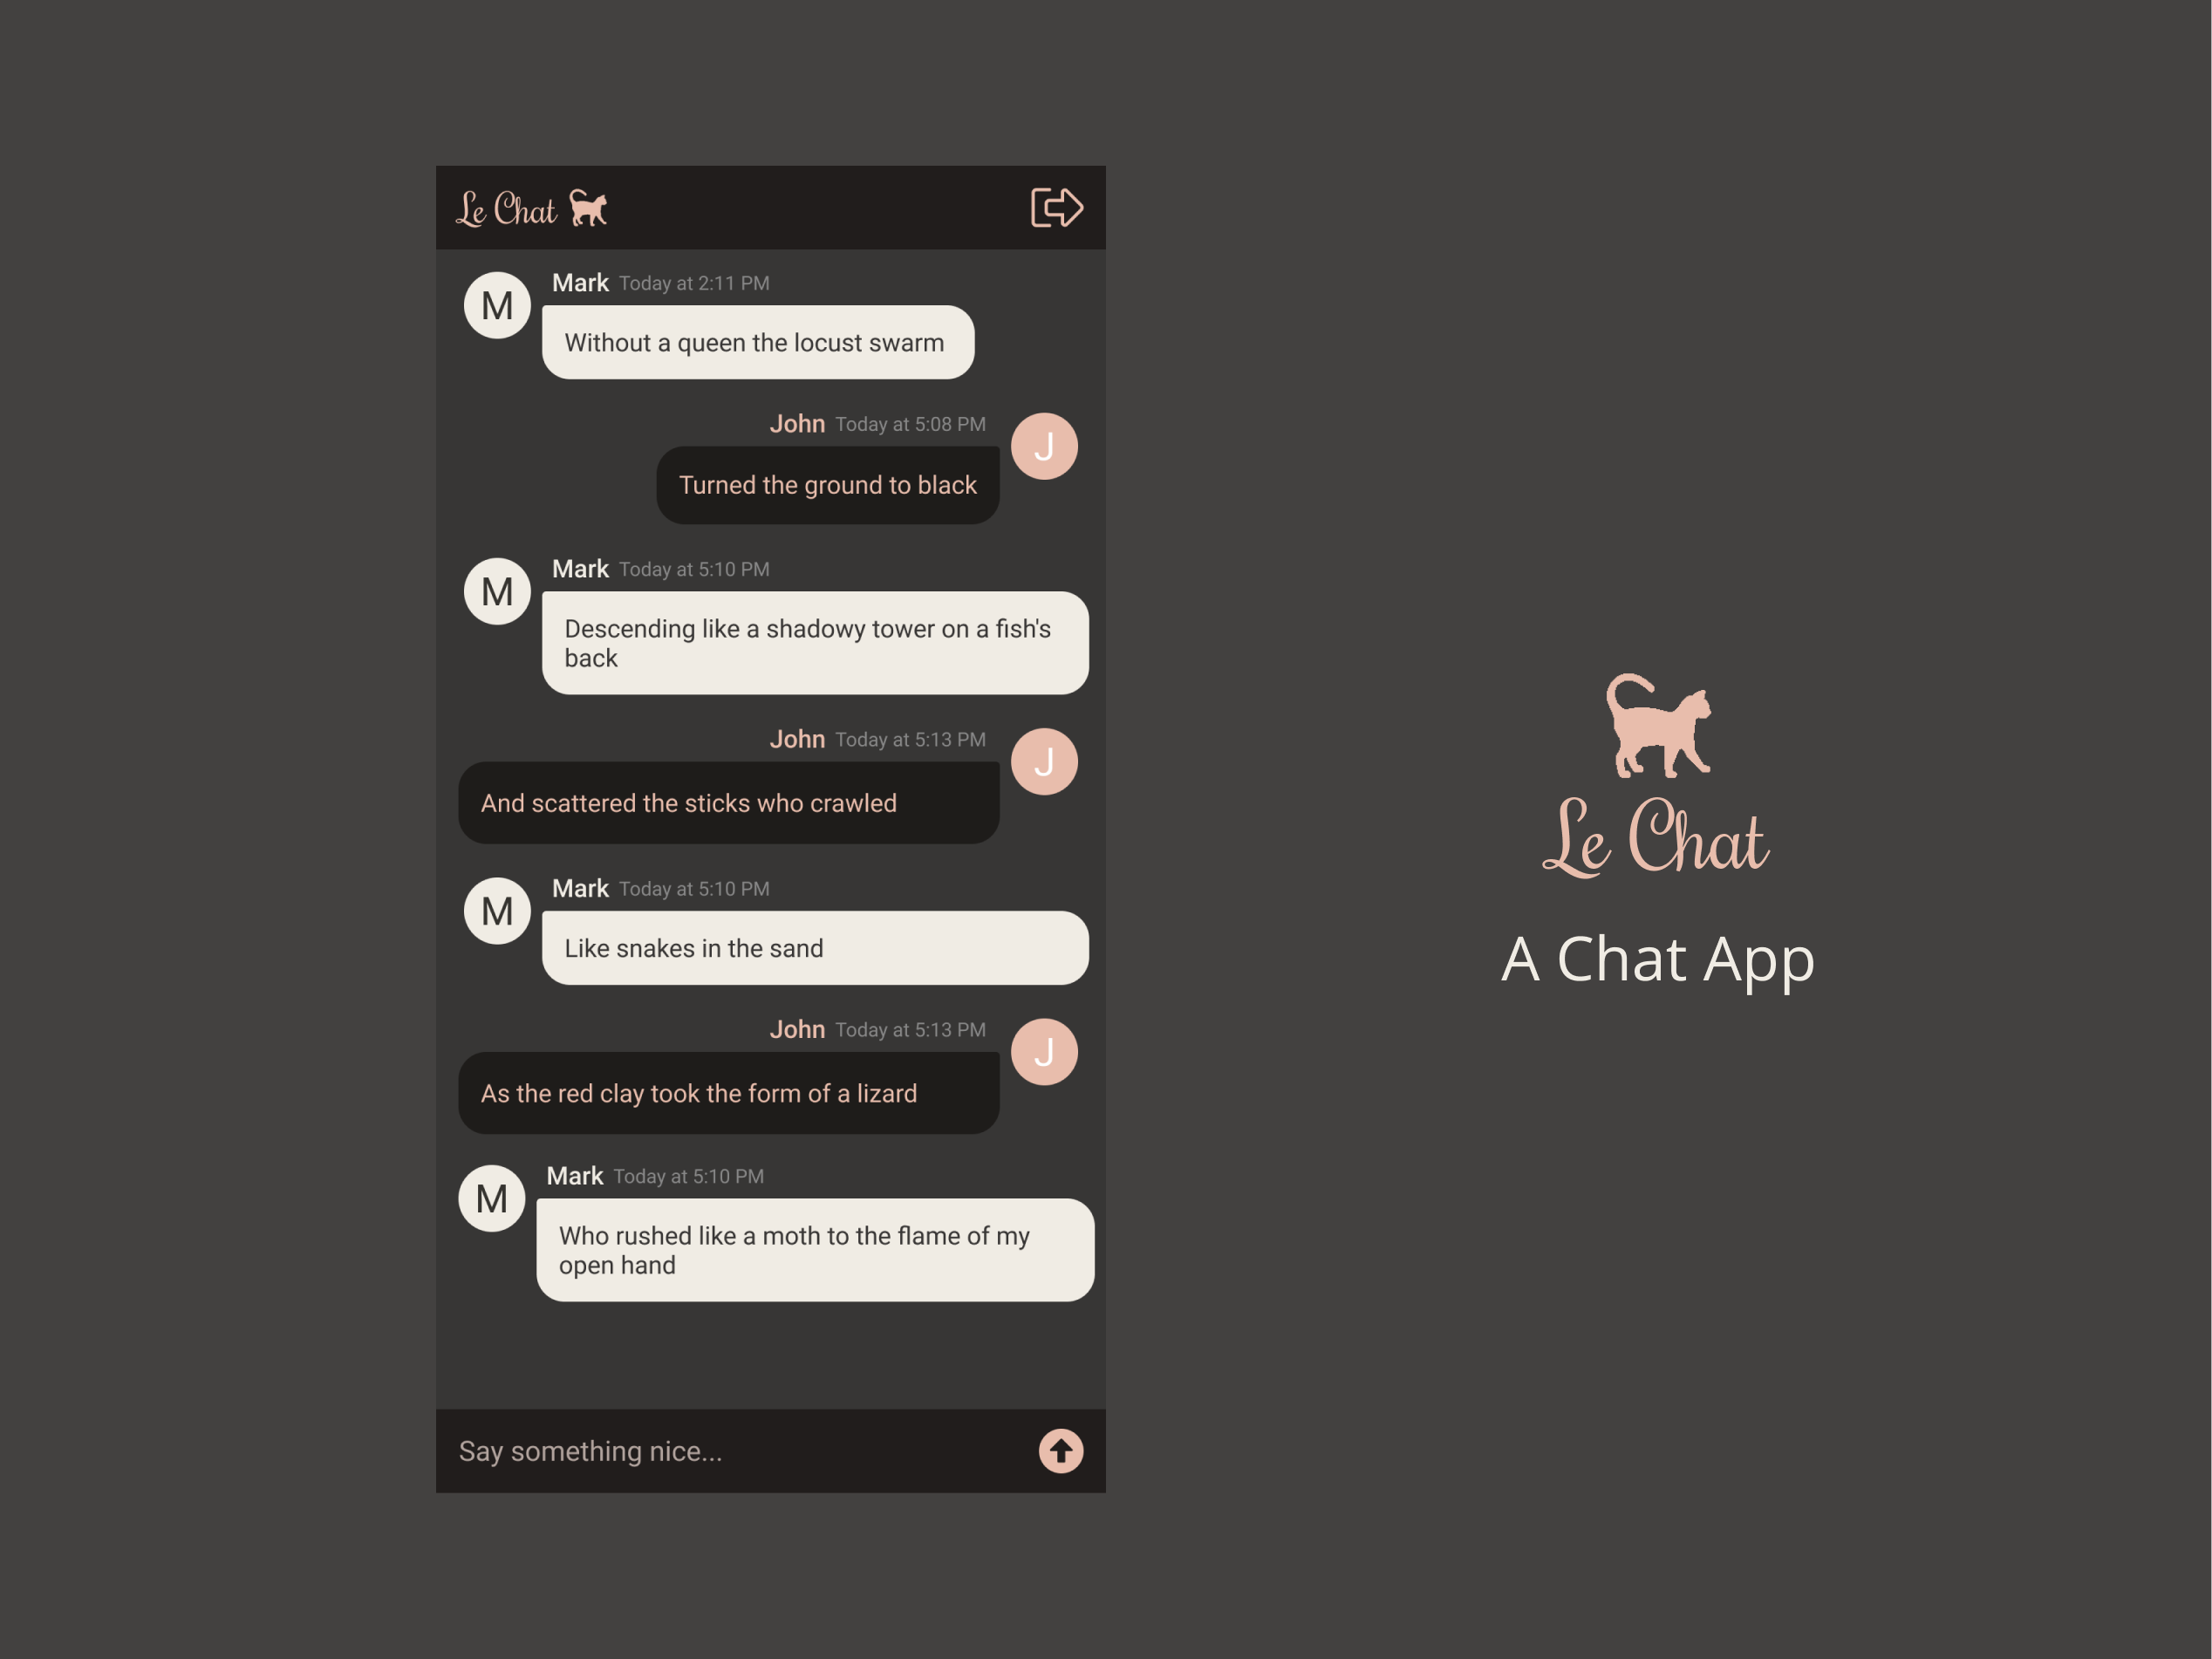 Le Chat
M
Mark Today at 2:11 PM
Without a queen the locust swarm
John Today at 5:08 PM
J
Turned the ground to black
Mark Today at 5:10 PM
M
Descending like a shadowy tower on a fish's
back
John Today at 5:13 PM
J
And scattered the sticks who crawled
Mark Today at 5:10 PM
M
Like snakes in the sand
John Today at 5:13 PM
J
As the red clay took the form of a lizard
Mark Today at 5:10 PM
M
Who rushed like a moth to the flame of my
open hand
Say something nice...
Le Chat
A Chat App